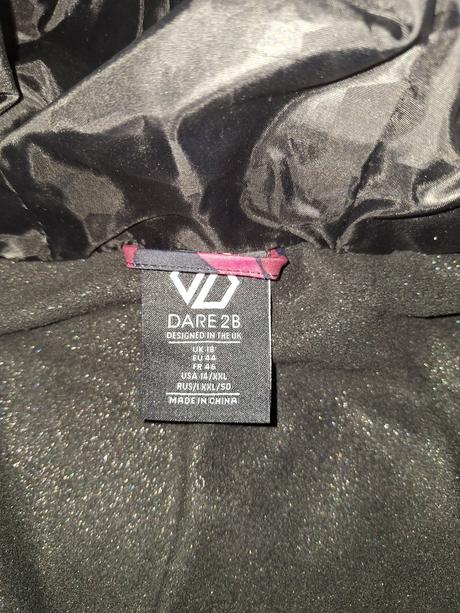 DARE 2B
DESIGNED IN THE UK
UK 18
EU 44
FR 46
USA 14/XXL
RUS/I XXL/50
MADE IN CHINA